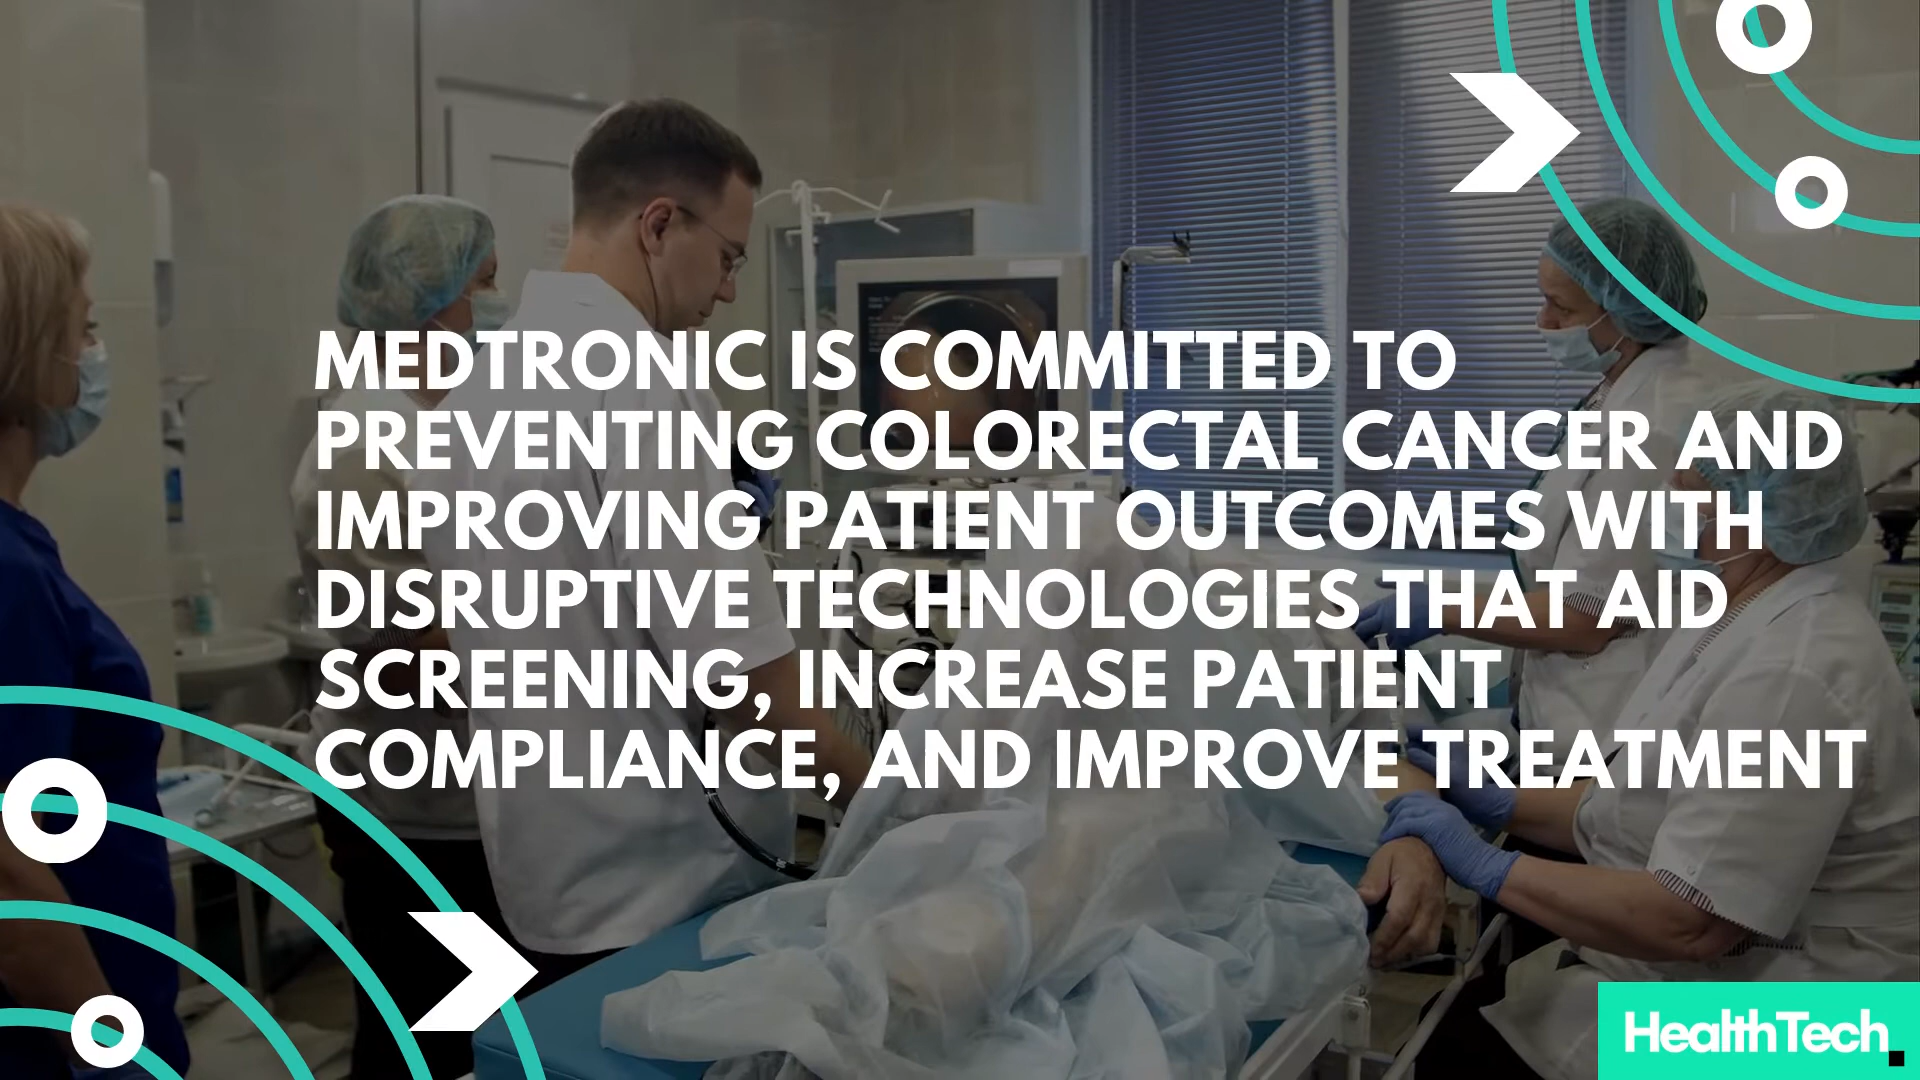 MEDTRONIC IS COMMITTED TO
PREVENTING COLORECTAL CANCER AND
IMPROVING PATIENT OUTCOMES WITH
DISRUPTIVE TECHNOLOGIES THAT AID
SCREENING, INCREASE PATIENT
COMPLIANCE, AND IMPROVE TREATMENT
HealthTech.